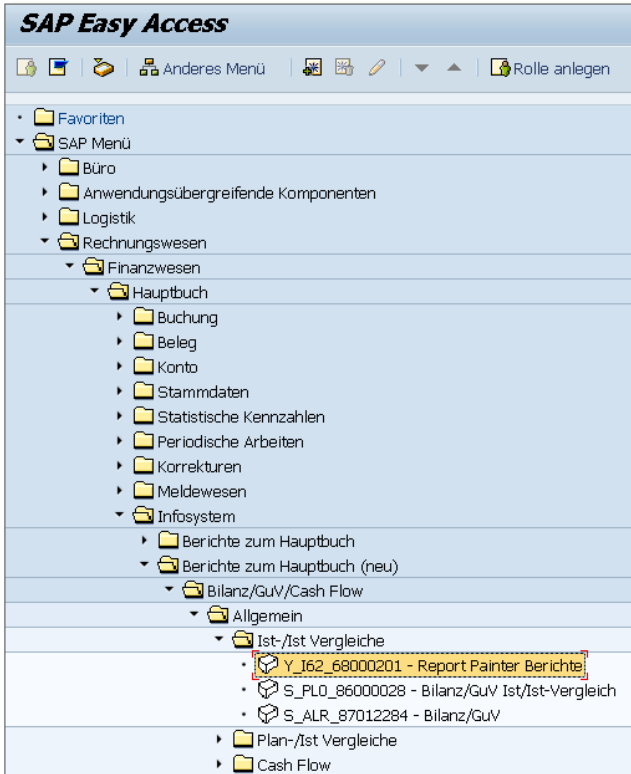 SAP Easy Access
Anderes Menü Rolle anlegen
Favoriten
SAP Menü
Büro
Anwendungsübergreifende Komponenten
Logistik
Rechnungswesen
Finanzwesen
Hauptbuch
Buchung
Beleg
Konto
Stammdaten
Statistische Kennzahlen
Periodische Arbeiten
Korrekturen
Meldewesen
Infosystem
Berichte zum Hauptbuch
Berichte zum Hauptbuch (neu)
Bilanz/GuV/Cash Flow
Allgemein
Ist-/Ist Vergleiche
Y_I62_68000201 - Report Painter Berichte
S_PL0_86000028 - Bilanz/GuV Ist/Ist-Vergleich
S_ALR_87012284 - Bilanz/GuV
Plan-/Ist Vergleiche
Cash Flow